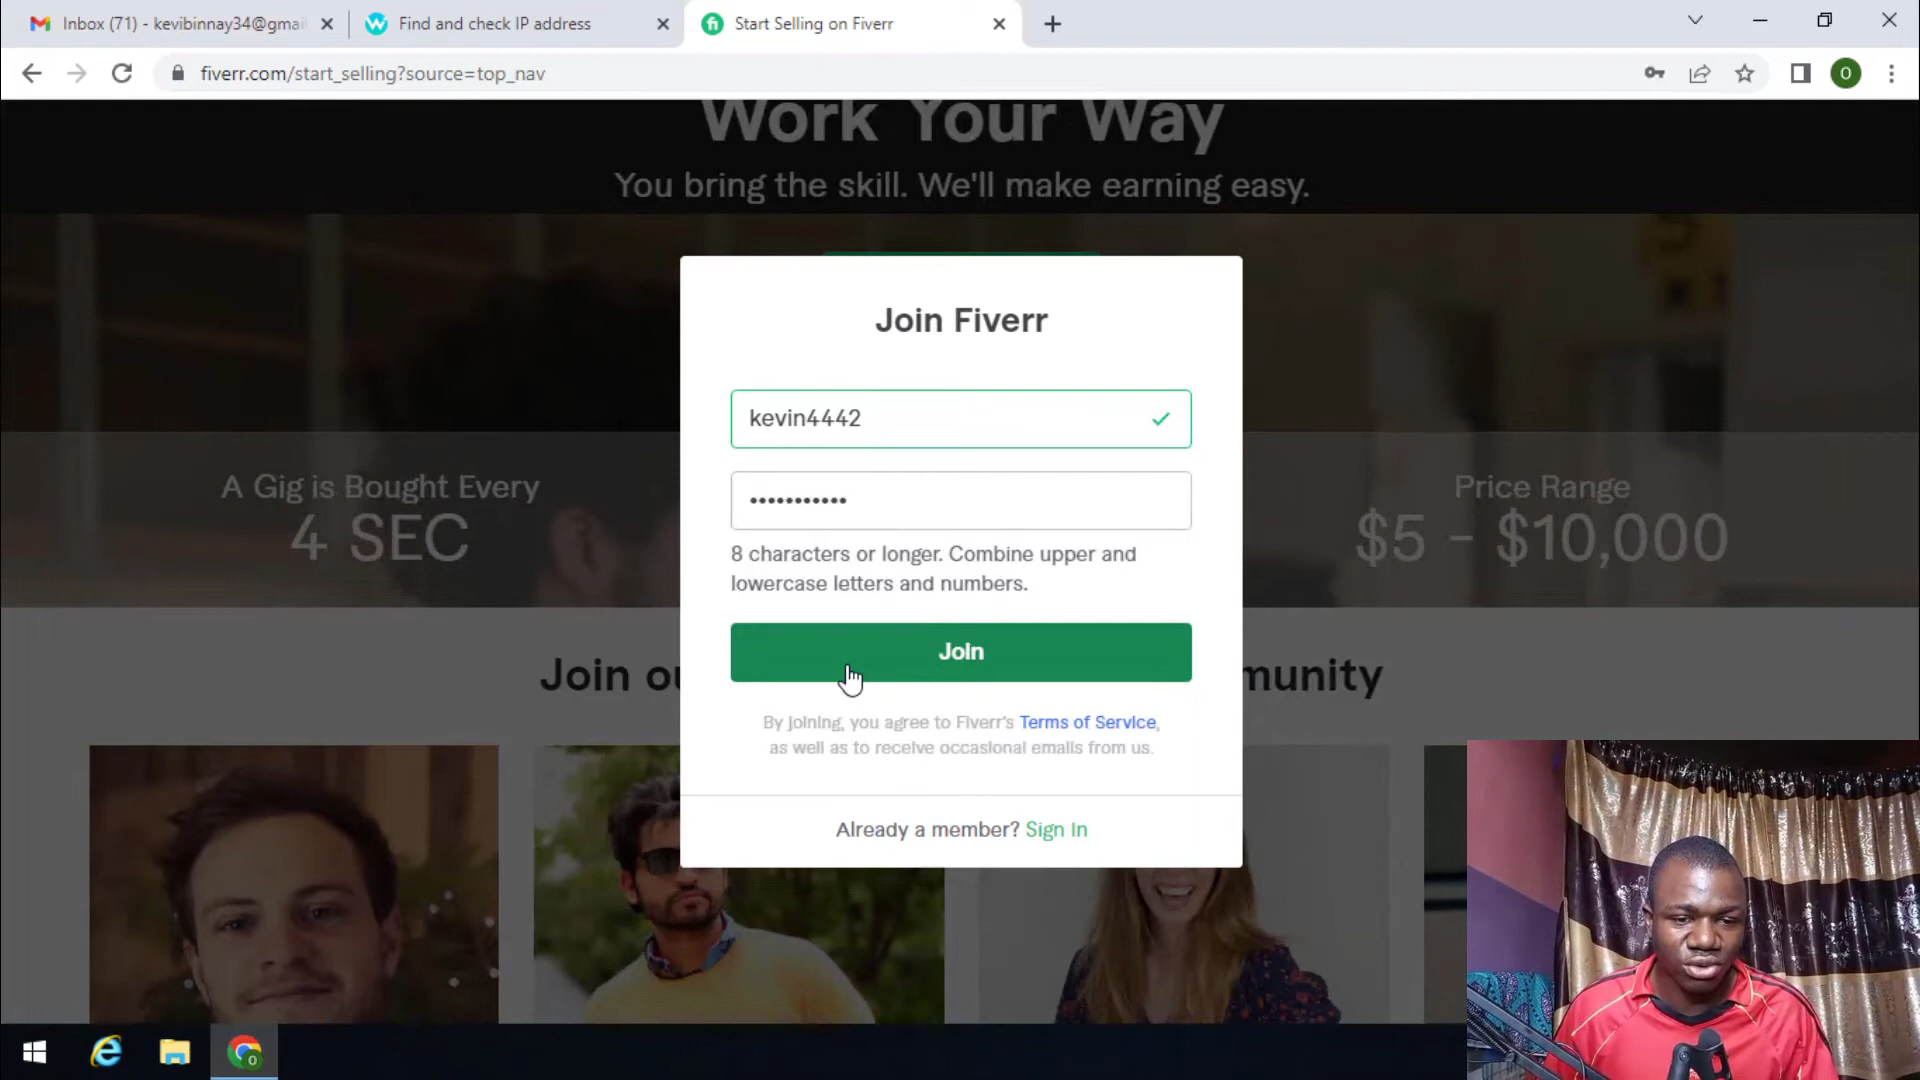 Inbox (71) - kevibinnay34@gmai
Find and check IP address
Start Selling on Fiverr
fiverr.com/start_selling?source=top_nav
O
Work Your Way
You bring the skill. We'll make earning easy.
Join Fiverr
kevin4442
•••••••••••
8 characters or longer. Combine upper and
lowercase letters and numbers.
Join
By joining, you agree to Fiverr's Terms of Service,
as well as to receive occasional emails from us.
Already a member? Sign In
A Gig is Bought Every
4 SEC
Price Range
$5 - $10,000
Join ou
munity